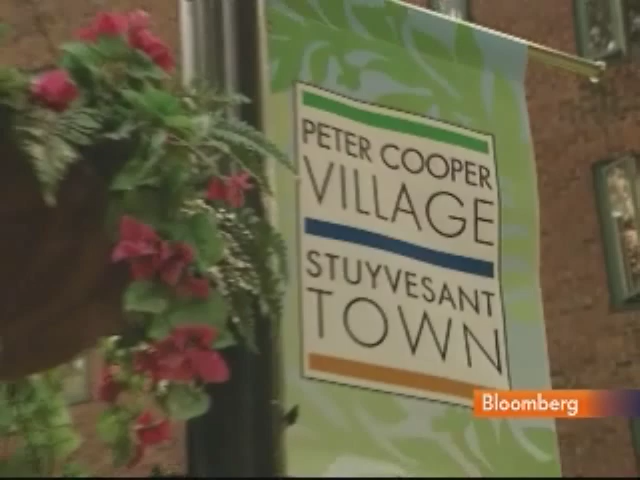 PETER COOPER
VILLAGE
STUYVESANT
TOWN
Bloomberg